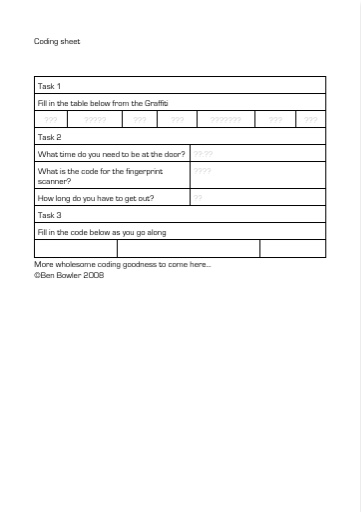 Coding sheet
Task 1
Fill in the table below from the Graffiti
??? ????? ??? ??? ??????? ??? ???
Task 2
What time do you need to be at the door? ??:??
What is the code for the fingerprint
scanner? ????
How long do you have to get out? ??
Task 3
Fill in the code below as you go along
More wholesome coding goodness to come here...
©Ben Bowler 2008